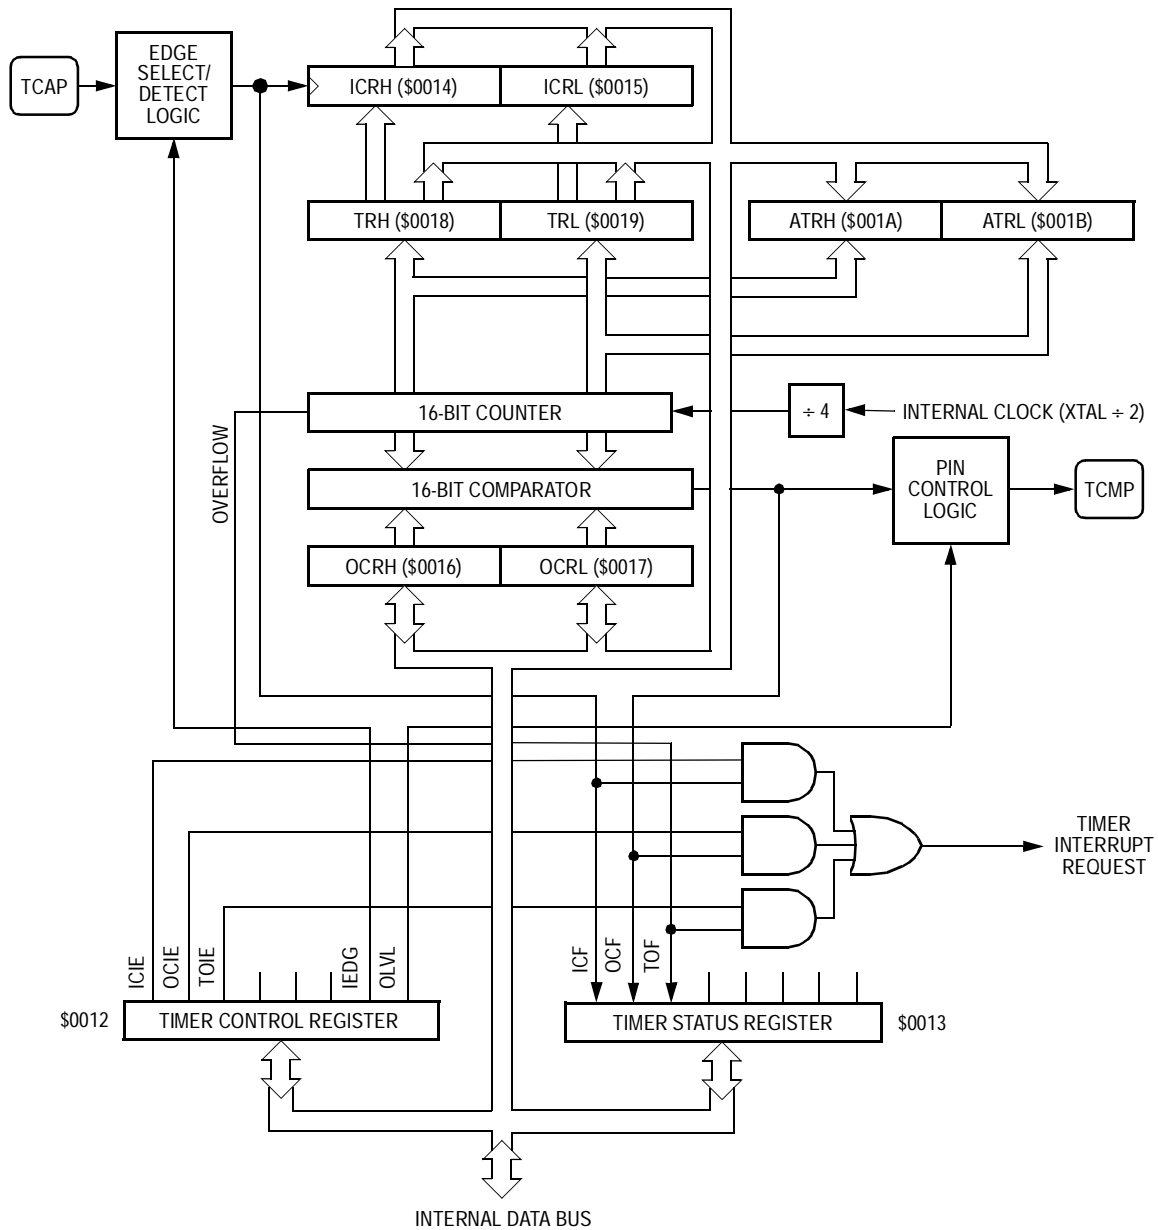 EDGE
SELECT/
DETECT
LOGIC
TCAP
ICRH ($0014)
ICRL ($0015)
TRH ($0018)
TRL ($0019)
ATRH ($001A)
ATRL ($001B)
16-BIT COUNTER
÷ 4
INTERNAL CLOCK (XTAL ÷ 2)
OVERFLOW
16-BIT COMPARATOR
PIN
CONTROL
LOGIC
TCMP
OCRH ($0016)
OCRL ($0017)
TIMER
INTERRUPT
REQUEST
ICIE
OCIE
TOIE
IEDG
OLVL
ICF
OCF
TOF
$0012
TIMER CONTROL REGISTER
TIMER STATUS REGISTER
$0013
INTERNAL DATA BUS